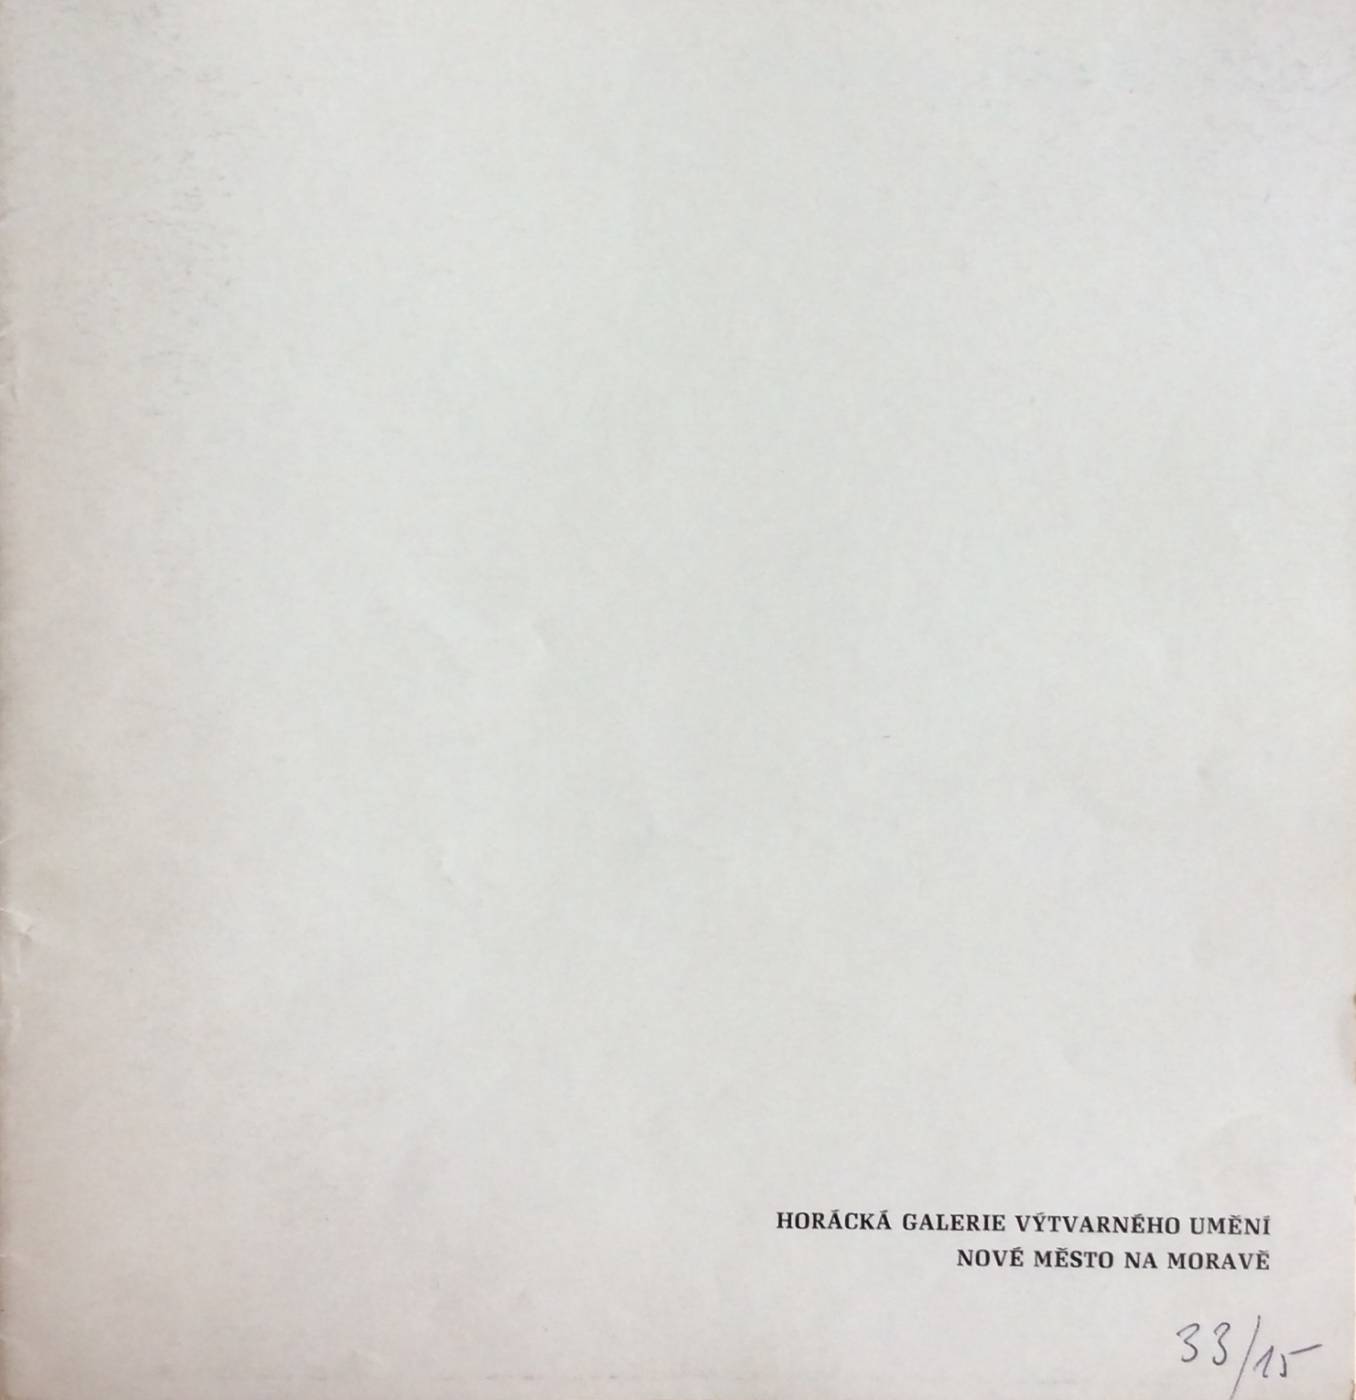 HORÁCKÁ GALERIE VÝTVARNÉHO UMĚNÍ
NOVÉ MĚSTO NA MORAVĚ
33/15